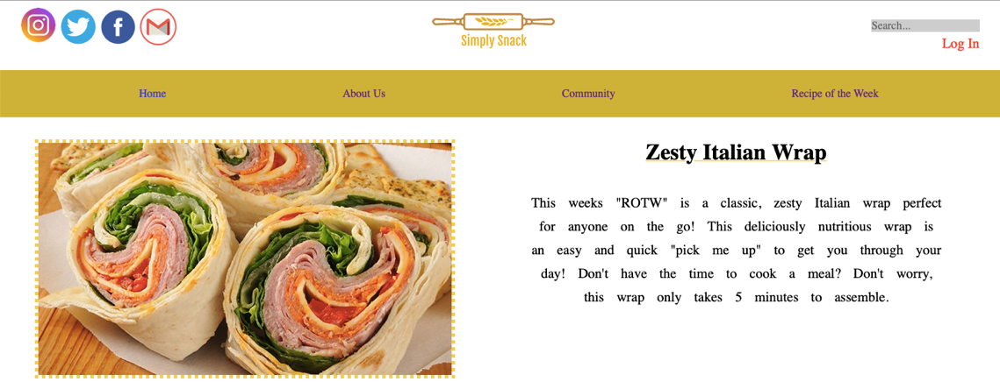 Simply Snack
Search...
Log In
Home About Us Community Recipe of the Week
Zesty Italian Wrap
This weeks "ROTW" is a classic, zesty Italian wrap perfect
for anyone on the go! This deliciously nutritious wrap is
an easy and quick "pick me up" to get you through your
day! Don't have the time to cook a meal? Don't worry,
this wrap only takes 5 minutes to assemble.